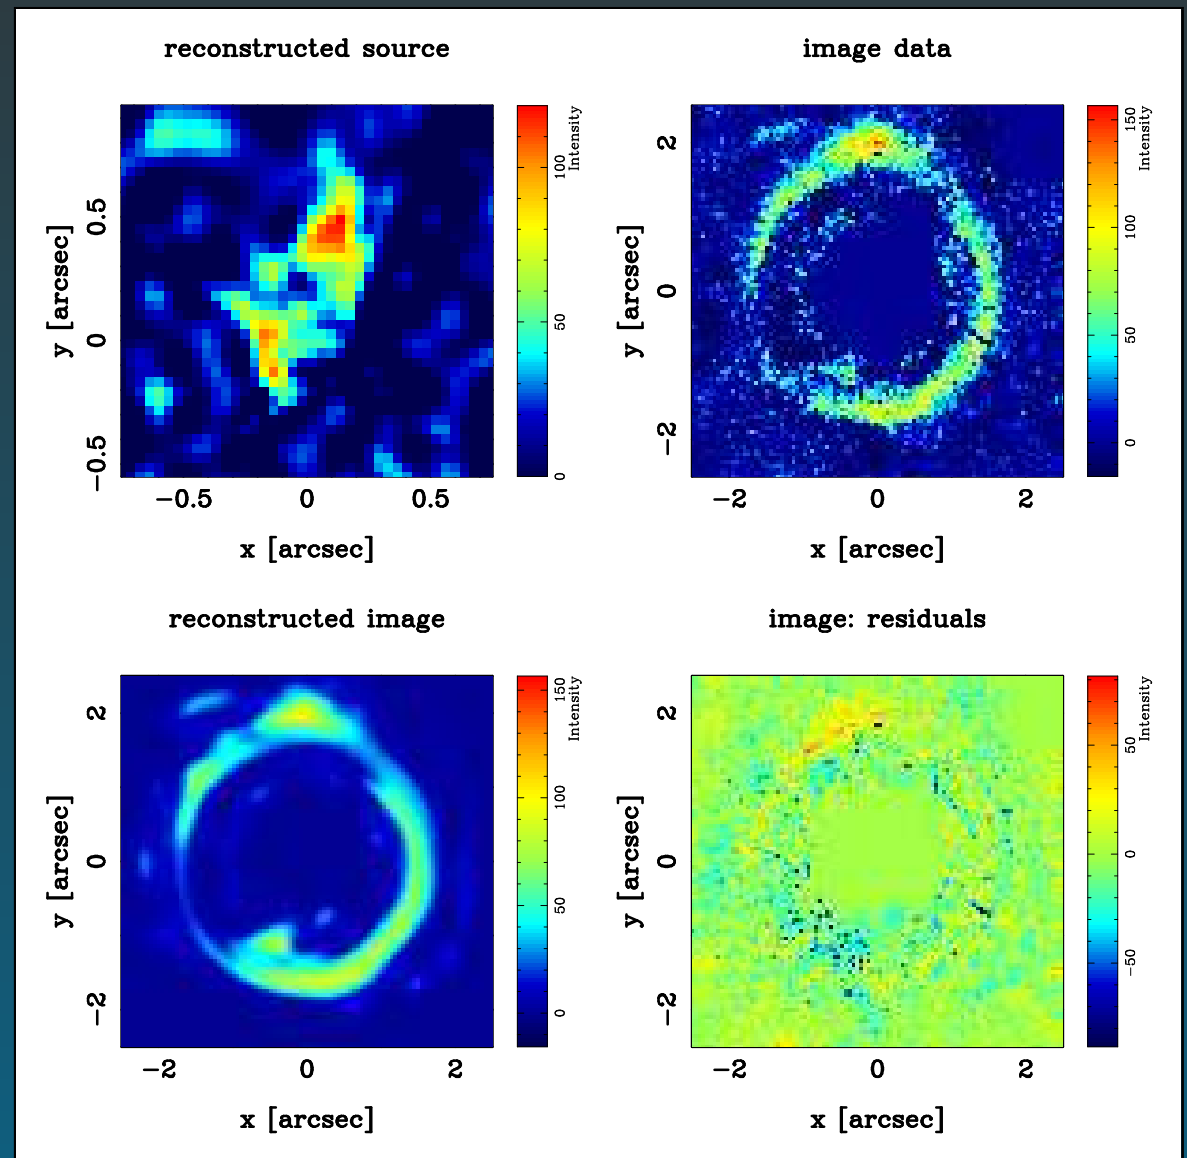 reconstructed source
image data
Intensity
100
50
0
y [arcsec]
0.5
0
−0.5
−0.5 0 0.5
x [arcsec]
Intensity
150
100
50
0
y [arcsec]
2
0
−2
−2 0 2
x [arcsec]
reconstructed image
image: residuals
Intensity
150
100
50
0
y [arcsec]
2
0
−2
−2 0 2
x [arcsec]
Intensity
50
0
−50
y [arcsec]
2
0
−2
−2 0 2
x [arcsec]